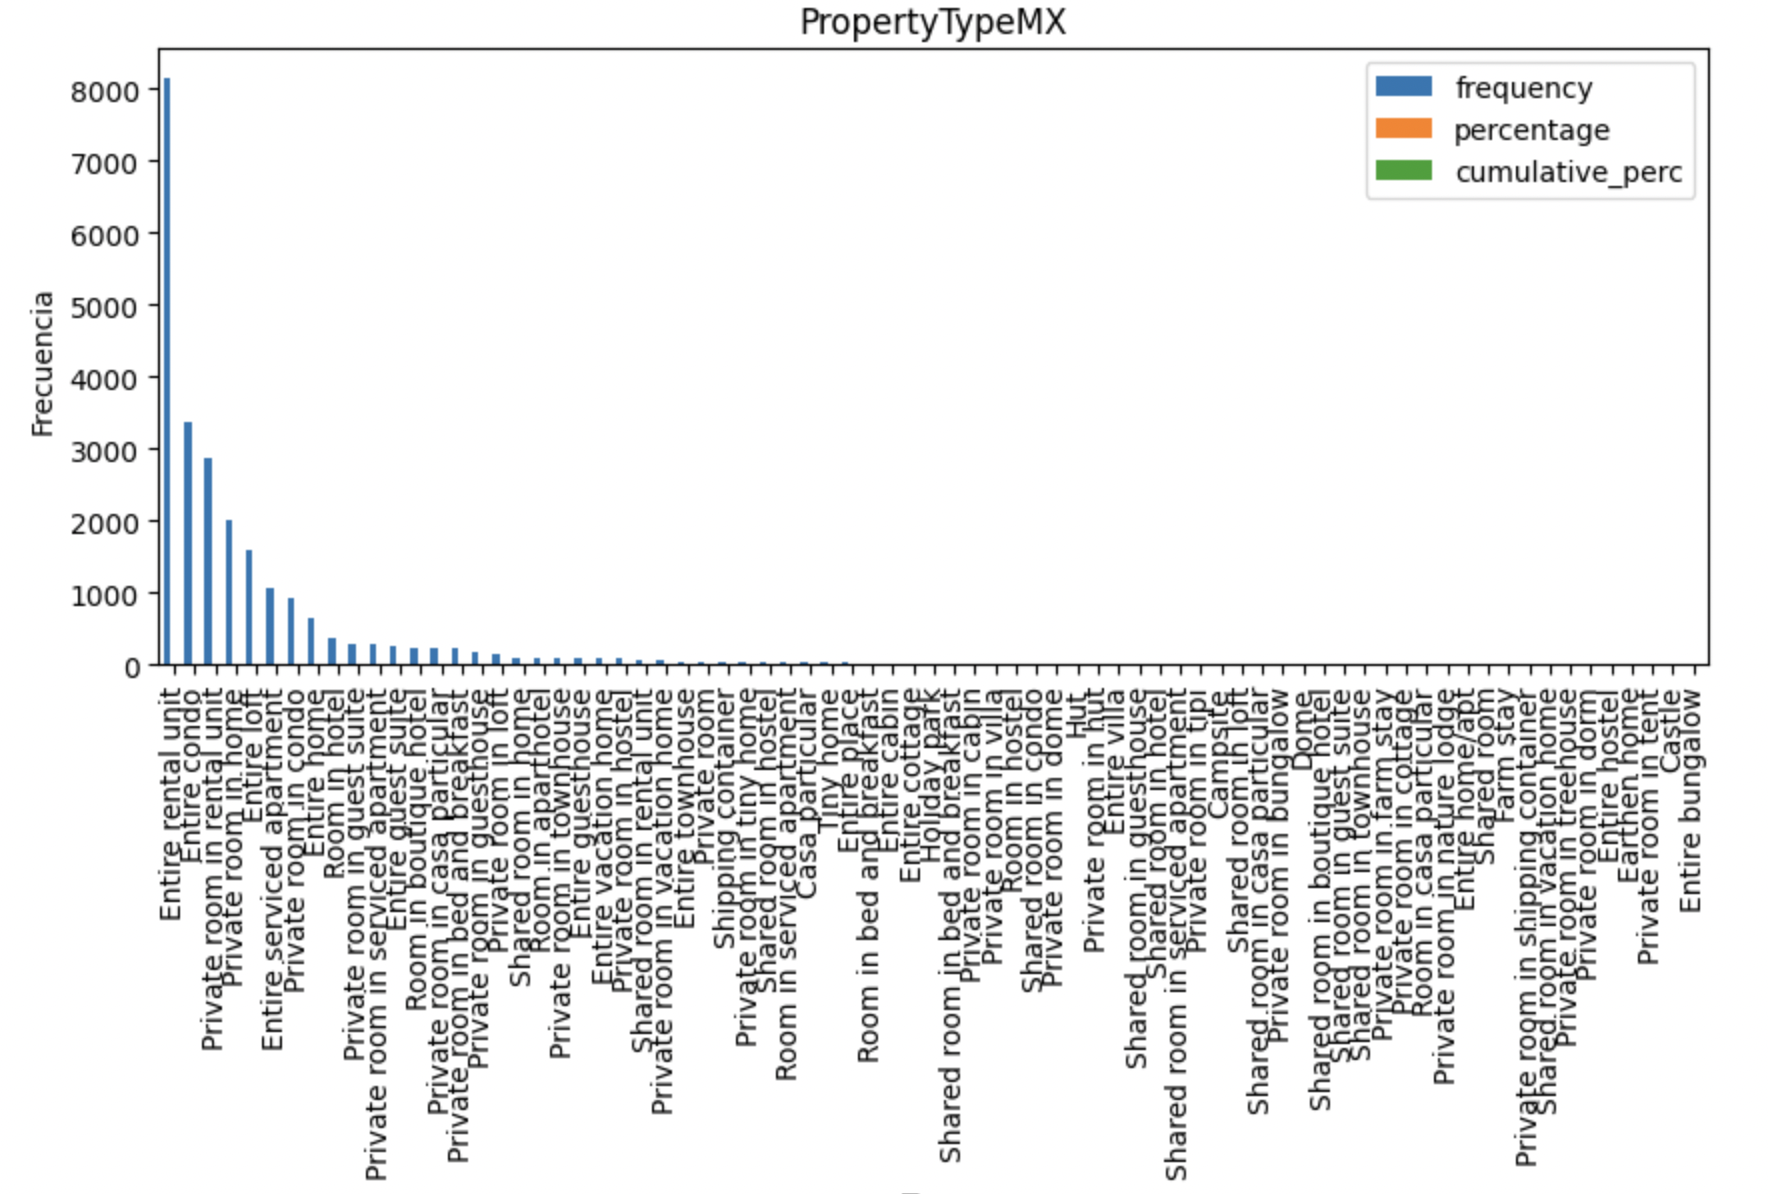 PropertyTypeMX
frequency
percentage
cumulative_perc
Frecuencia
8000
7000
6000
5000
4000
3000
2000
1000
0
Entire rental unit
Entire condo
Private room in rental unit
Private room in home
Entire loft
Entire serviced apartment
Private room in condo
Entire home
Room in hotel
Private room in guest suite
Private room in serviced apartment
Entire guest suite
Room in boutique hotel
Private room in casa particular
Private room in bed and breakfast
Private room in guesthouse
Private room in loft
Shared room in home
Room in aparthotel
Private room in townhouse
Entire guesthouse
Entire vacation home
Private room in hostel
Shared room in rental unit
Private room in vacation home
Entire townhouse
Private room
Shipping container
Private room in tiny home
Shared room in hostel
Room in serviced apartment
Casa particular
Tiny home
Entire place
Room in bed and breakfast
Entire cabin
Entire cottage
Holiday park
Shared room in bed and breakfast
Private room in cabin
Private room in villa
Room in hostel
Shared room in condo
Private room in dome
Hut
Private room in hut
Entire villa
Shared room in guesthouse
Shared room in hotel
Shared room in serviced apartment
Private room in tipi
Campsite
Shared room in loft
Shared room in casa particular
Private room in bungalow
Dome
Shared room in boutique hotel
Shared room in guest suite
Shared room in townhouse
Private room in farm stay
Private room in cottage
Room in casa particular
Private room in nature lodge
Entire home/apt
Shared room
Farm stay
Private room in shipping container
Shared room in vacation home
Private room in treehouse
Private room in dorm
Entire hostel
Earthen home
Private room in tent
Castle
Entire bungalow